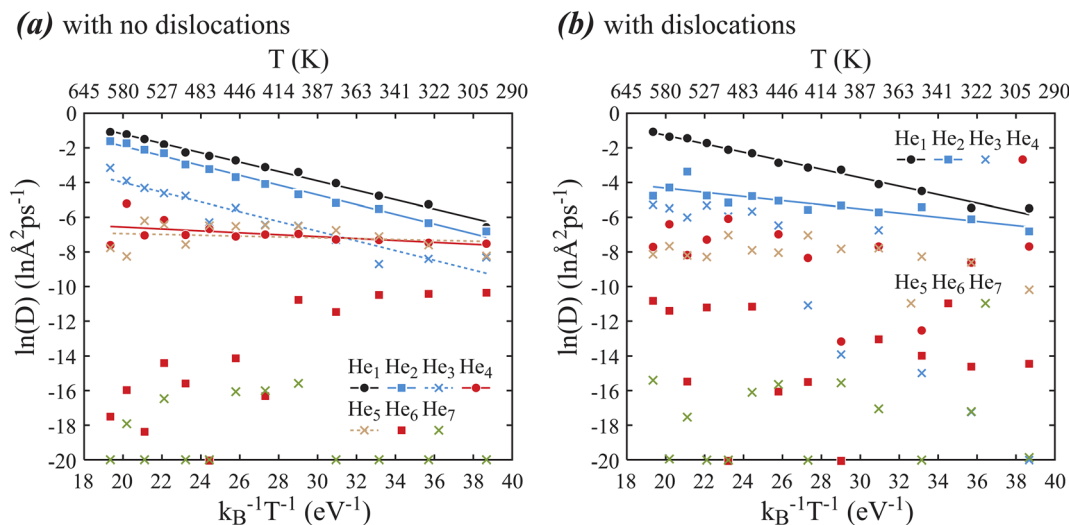 (a) with no dislocations
T (K)
645 580 527 483 446 414 387 363 341 322 305 290
0
-2
-4
-6
-8
-10
-12
-14
-16
-18
-20
ln(D) (lnÅ²ps⁻¹)
He₁ He₂ He₃ He₄
He₅ He₆ He₇
18 20 22 24 26 28 30 32 34 36 38 40
k_B⁻¹T⁻¹ (eV⁻¹)
(b) with dislocations
T (K)
645 580 527 483 446 414 387 363 341 322 305 290
0
-2
-4
-6
-8
-10
-12
-14
-16
-18
-20
ln(D) (lnÅ²ps⁻¹)
He₁ He₂ He₃ He₄
He₅ He₆ He₇
18 20 22 24 26 28 30 32 34 36 38 40
k_B⁻¹T⁻¹ (eV⁻¹)